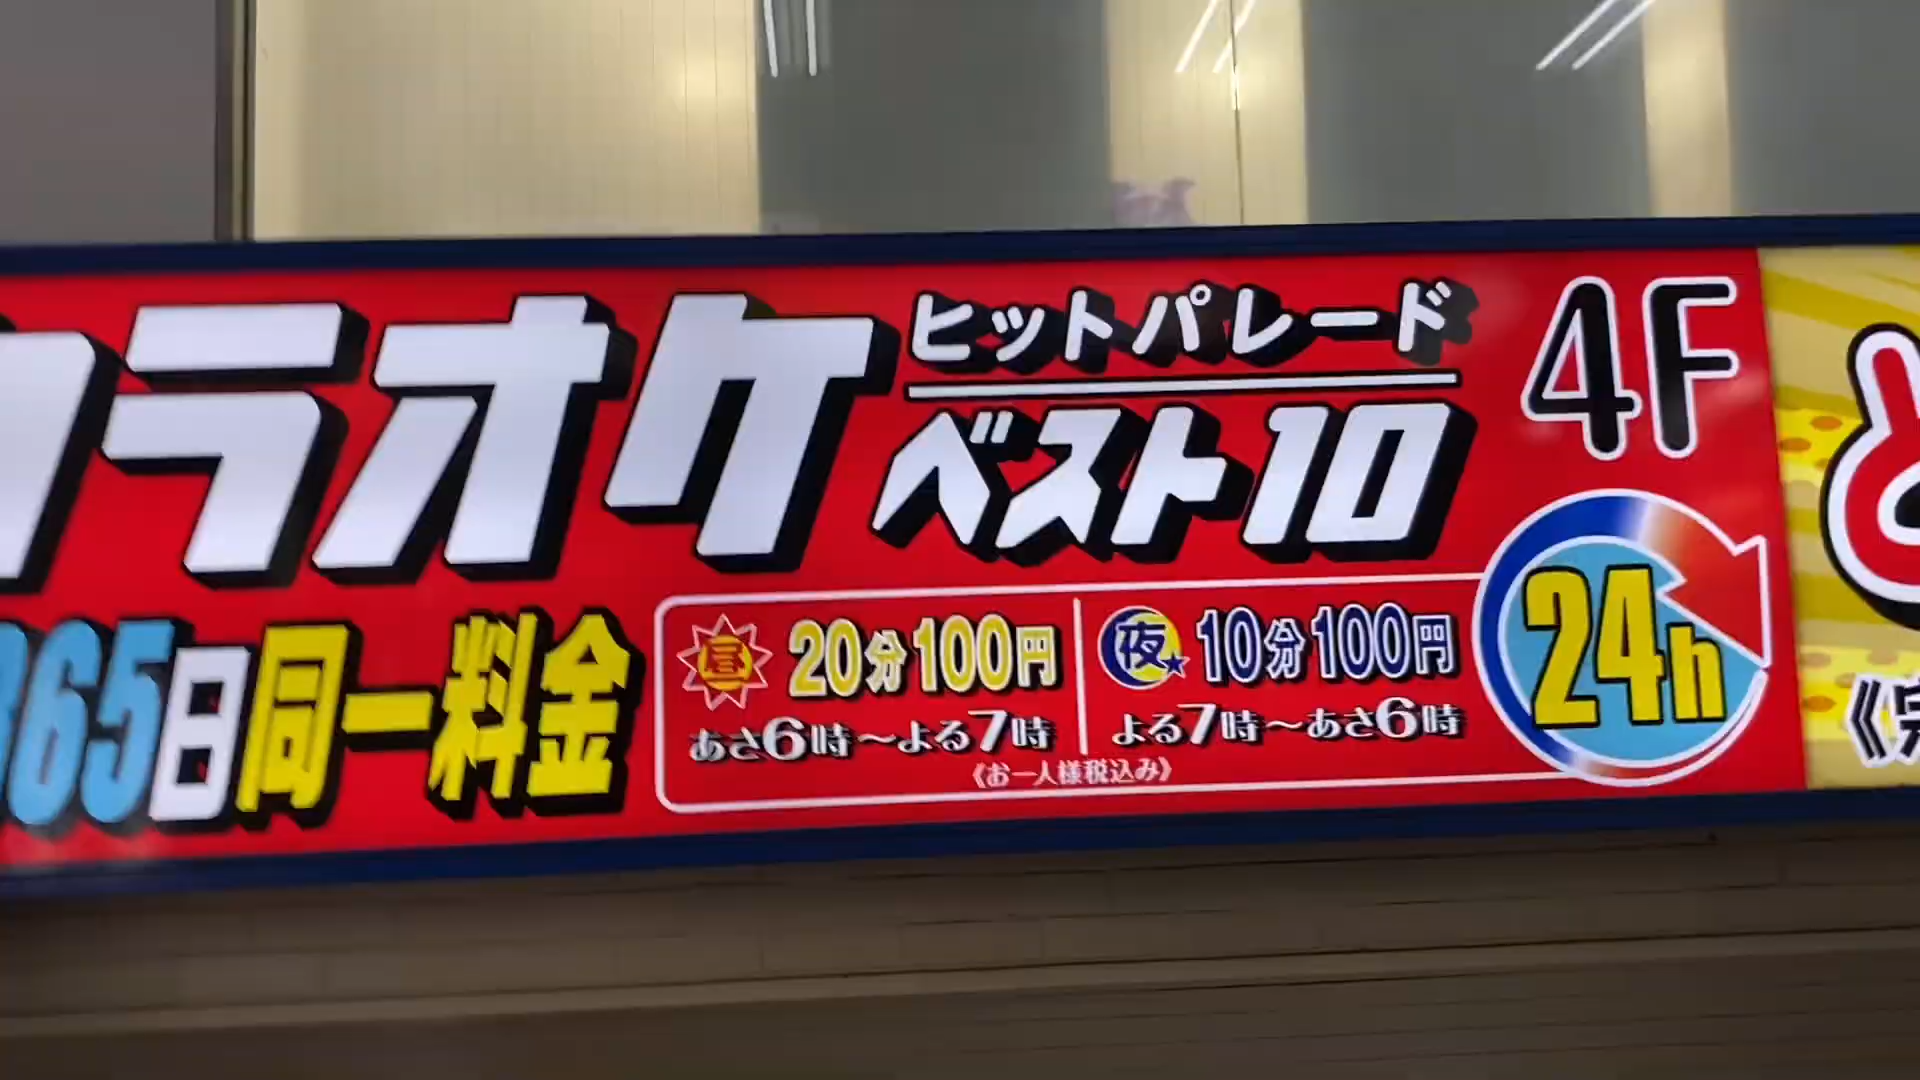 カラオケ
ヒットパレード
ベスト10
4F
365日同一料金
昼 20分100円
あさ6時～よる7時
夜 10分100円
よる7時～あさ6時
《お一人様税込み》
24h
と